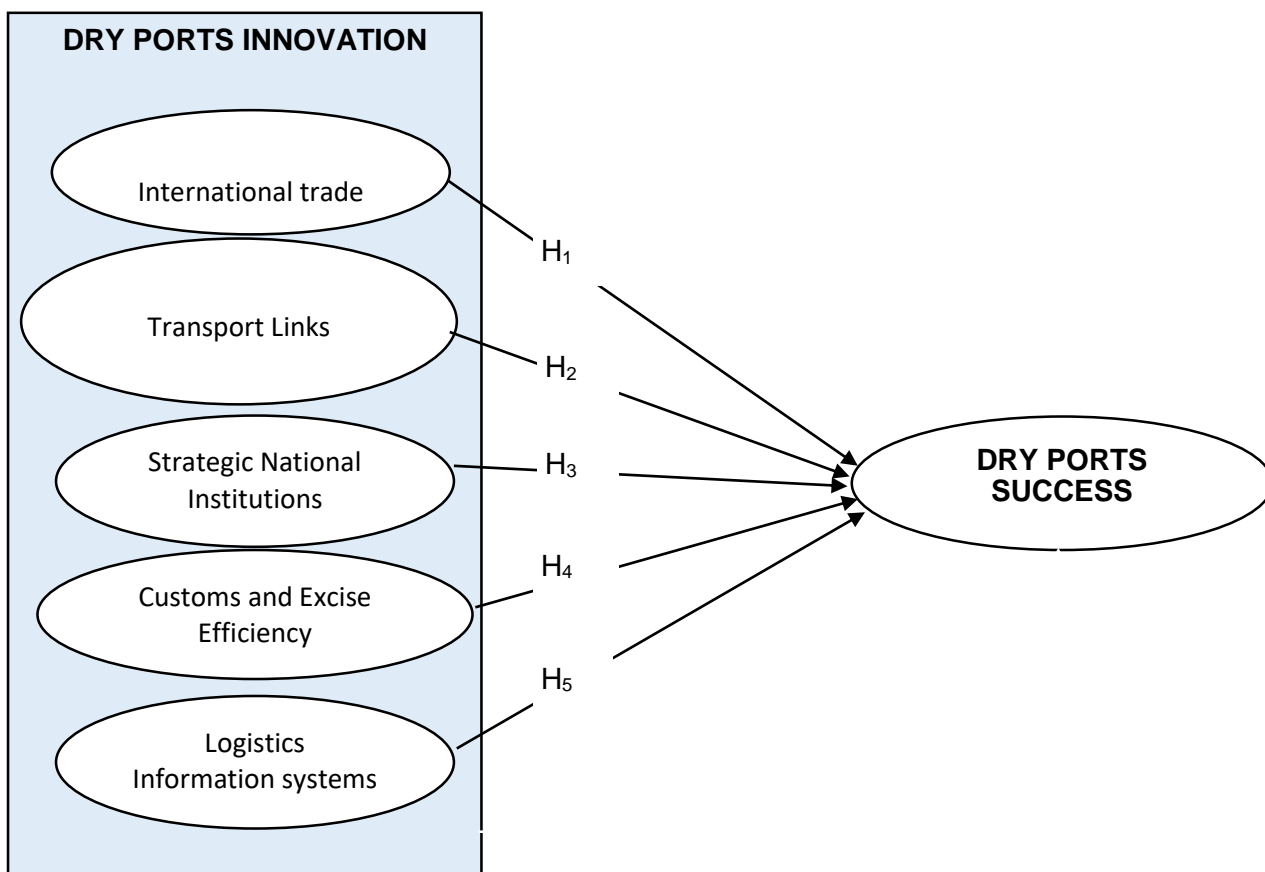 DRY PORTS INNOVATION
International trade
H₁
Transport Links
H₂
Strategic National
Institutions
H₃
DRY PORTS
SUCCESS
Customs and Excise
Efficiency
H₄
Logistics
Information systems
H₅